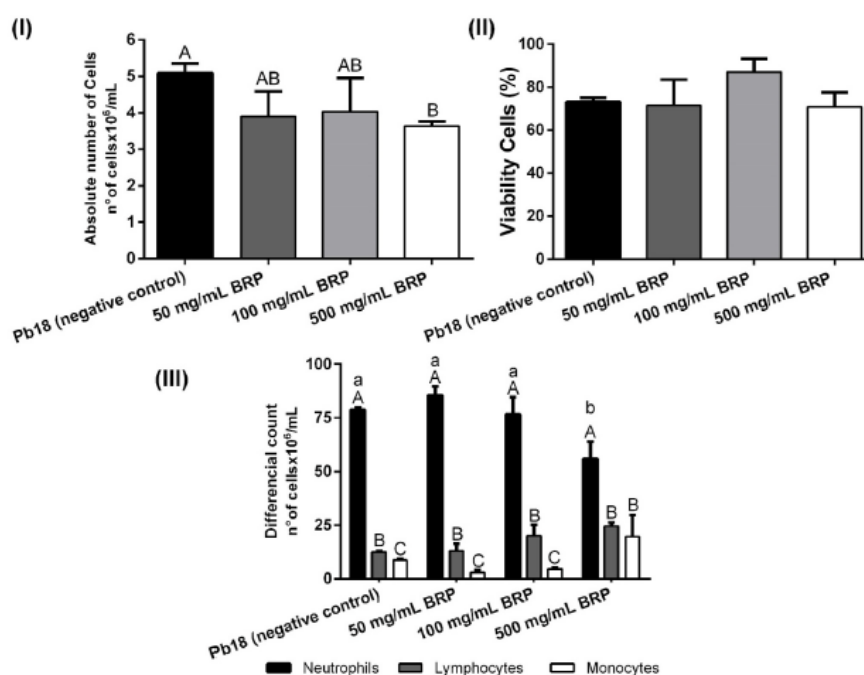 (I)
Absolute number of Cells
n°of cellsx10⁶/mL
6
5
4
3
2
1
0
A
AB
AB
B
Pb18 (negative control)
50 mg/mL BRP
100 mg/mL BRP
500 mg/mL BRP
(II)
Viability Cells (%)
100
80
60
40
20
0
Pb18 (negative control)
50 mg/mL BRP
100 mg/mL BRP
500 mg/mL BRP
(III)
Differencial count
n°of cellsx10⁶/mL
100
75
50
25
0
a
A
B
C
a
A
B
C
a
A
B
C
b
A
B
B
Pb18 (negative control)
50 mg/mL BRP
100 mg/mL BRP
500 mg/mL BRP
Neutrophils
Lymphocytes
Monocytes